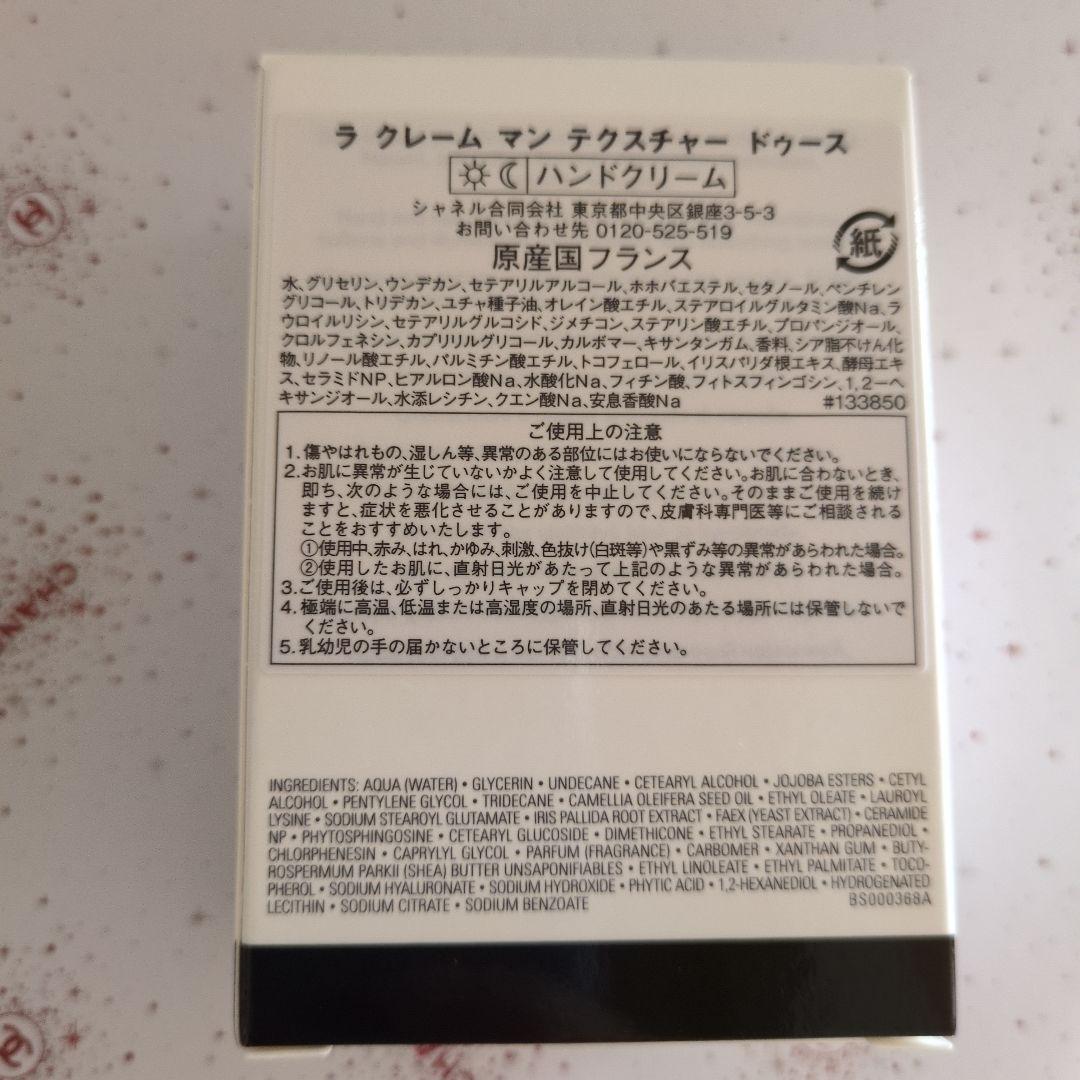 ラ クレーム マン テクスチャー ドゥース
ハンドクリーム
シャネル合同会社 東京都中央区銀座3-5-3
お問い合わせ先 0120-525-519
原産国フランス
紙
水、グリセリン、ウンデカン、セテアリルアルコール、ホホバエステル、セタノール、ペンチレン
グリコール、トリデカン、ユチャ種子油、オレイン酸エチル、ステアロイルグルタミン酸Na、ラ
ウロイルリシン、セテアリルグルコシド、ジメチコン、ステアリン酸エチル、プロパンジオール、
クロルフェネシン、カプリリルグリコール、カルボマー、キサンタンガム、香料、シア脂不けん化
物、リノール酸エチル、パルミチン酸エチル、トコフェロール、イリスパリダ根エキス、酵母エキ
ス、セラミドNP、ヒアルロン酸Na、水酸化Na、フィチン酸、フィトスフィンゴシン、1,2-ヘ
キサンジオール、水添レシチン、クエン酸Na、安息香酸Na #133850
ご使用上の注意
1.傷やはれもの、湿しん等、異常のある部位にはお使いにならないでください。
2.お肌に異常が生じていないかよく注意して使用してください。お肌に合わないとき、
即ち、次のような場合には、ご使用を中止してください。そのままご使用を続け
ますと、症状を悪化させることがありますので、皮膚科専門医等にご相談される
ことをおすすめいたします。
①使用中、赤み、はれ、かゆみ、刺激、色抜け(白斑等)や黒ずみ等の異常があらわれた場合。
②使用したお肌に、直射日光があたって上記のような異常があらわれた場合。
3.ご使用後は、必ずしっかりキャップを閉めてください。
4.極端に高温、低温または高湿度の場所、直射日光のあたる場所には保管しないで
ください。
5.乳幼児の手の届かないところに保管してください。
INGREDIENTS: AQUA (WATER) • GLYCERIN • UNDECANE • CETEARYL ALCOHOL • JOJOBA ESTERS • CETYL
ALCOHOL • PENTYLENE GLYCOL • TRIDECANE • CAMELLIA OLEIFERA SEED OIL • ETHYL OLEATE • LAUROYL
LYSINE • SODIUM STEAROYL GLUTAMATE • IRIS PALLIDA ROOT EXTRACT • FAEX (YEAST EXTRACT) • CERAMIDE
NP • PHYTOSPHINGOSINE • CETEARYL GLUCOSIDE • DIMETHICONE • ETHYL STEARATE • PROPANEDIOL •
CHLORPHENESIN • CAPRYLYL GLYCOL • PARFUM (FRAGRANCE) • CARBOMER • XANTHAN GUM • BUTY-
ROSPERMUM PARKII (SHEA) BUTTER UNSAPONIFIABLES • ETHYL LINOLEATE • ETHYL PALMITATE • TOCO-
PHEROL • SODIUM HYALURONATE • SODIUM HYDROXIDE • PHYTIC ACID • 1,2-HEXANEDIOL • HYDROGENATED
LECITHIN • SODIUM CITRATE • SODIUM BENZOATE BS000368A